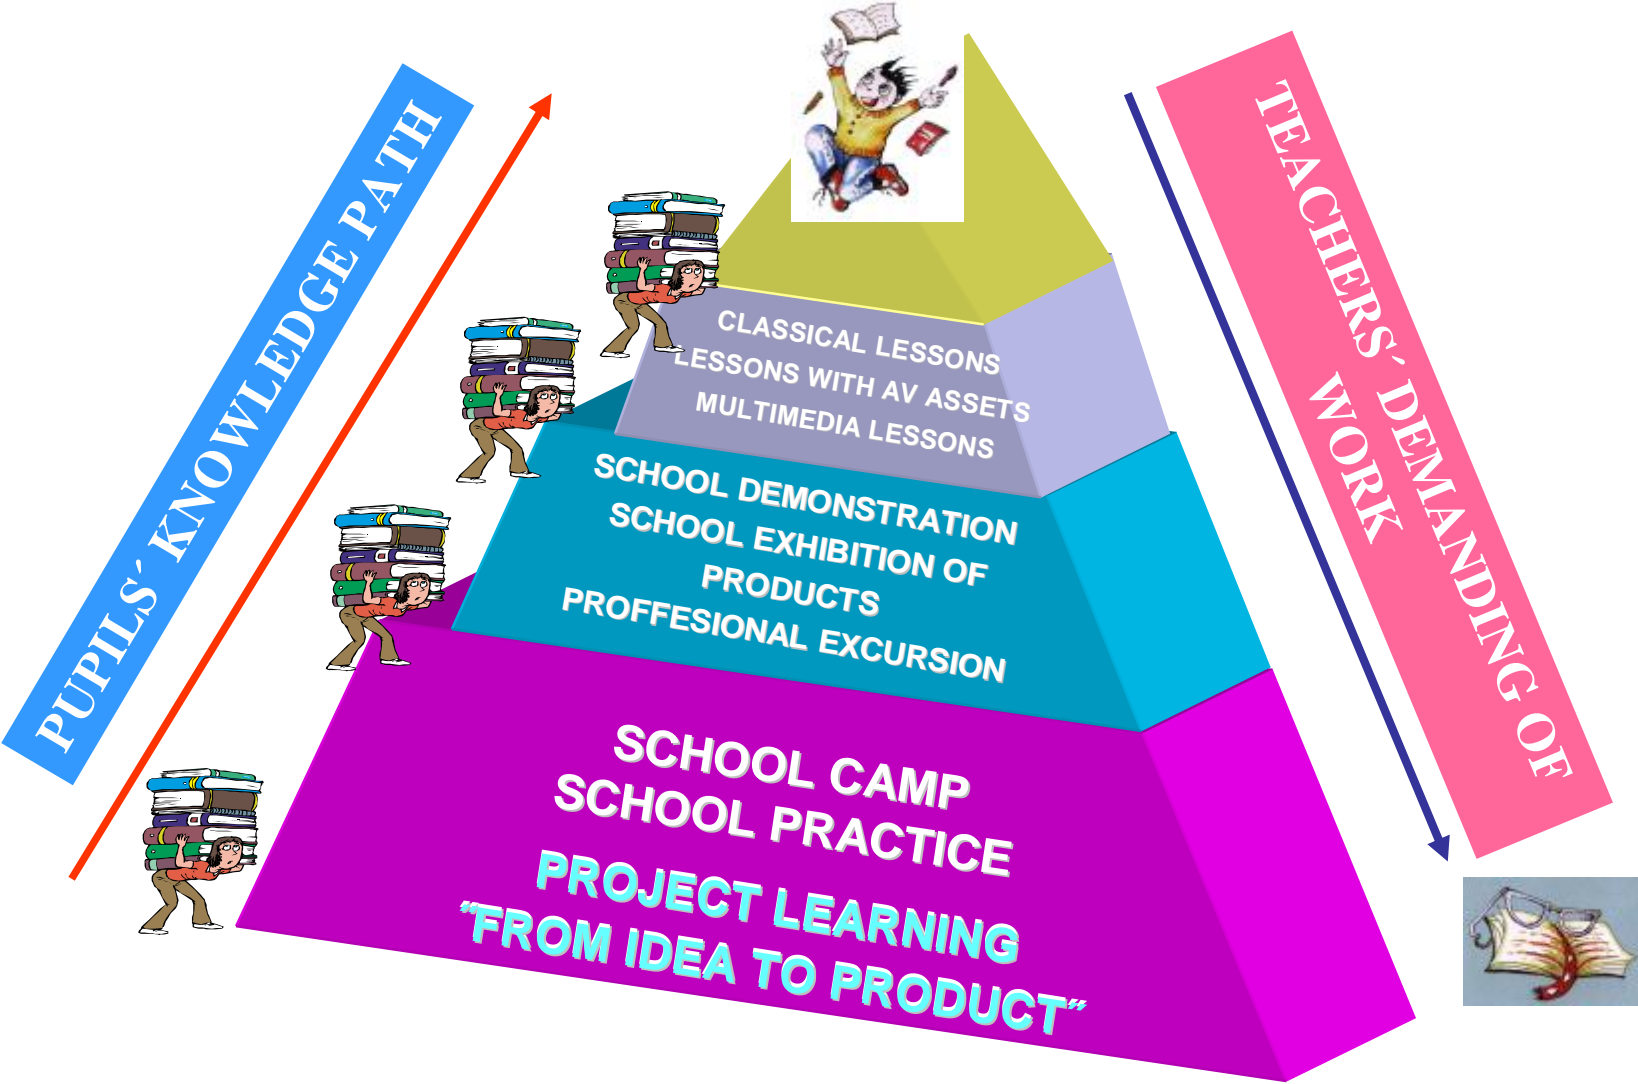 PUPILS´ KNOWLEDGE PATH
TEACHERS´ DEMANDING OF
WORK
CLASSICAL LESSONS
LESSONS WITH AV ASSETS
MULTIMEDIA LESSONS
SCHOOL DEMONSTRATION
SCHOOL EXHIBITION OF
PRODUCTS
PROFFESIONAL EXCURSION
SCHOOL CAMP
SCHOOL PRACTICE
PROJECT LEARNING
“FROM IDEA TO PRODUCT“